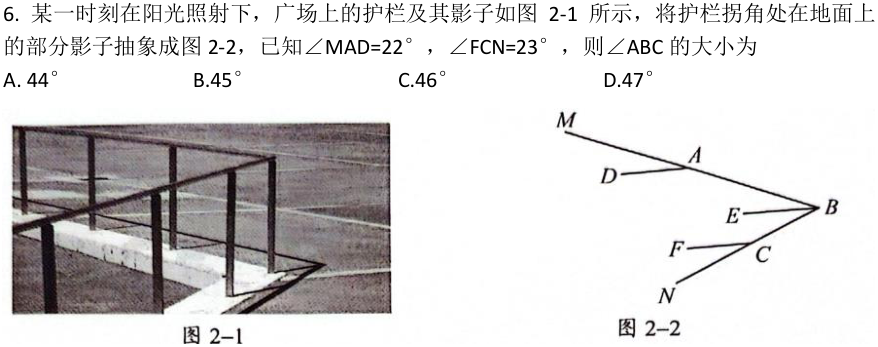 6. 某一时刻在阳光照射下，广场上的护栏及其影子如图 2-1 所示，将护栏拐角处在地面上
的部分影子抽象成图 2-2，已知∠MAD=22°，∠FCN=23°，则∠ABC 的大小为
A. 44° B.45° C.46° D.47°
M
A
D
B
E
F
C
N
图 2-1
图 2-2